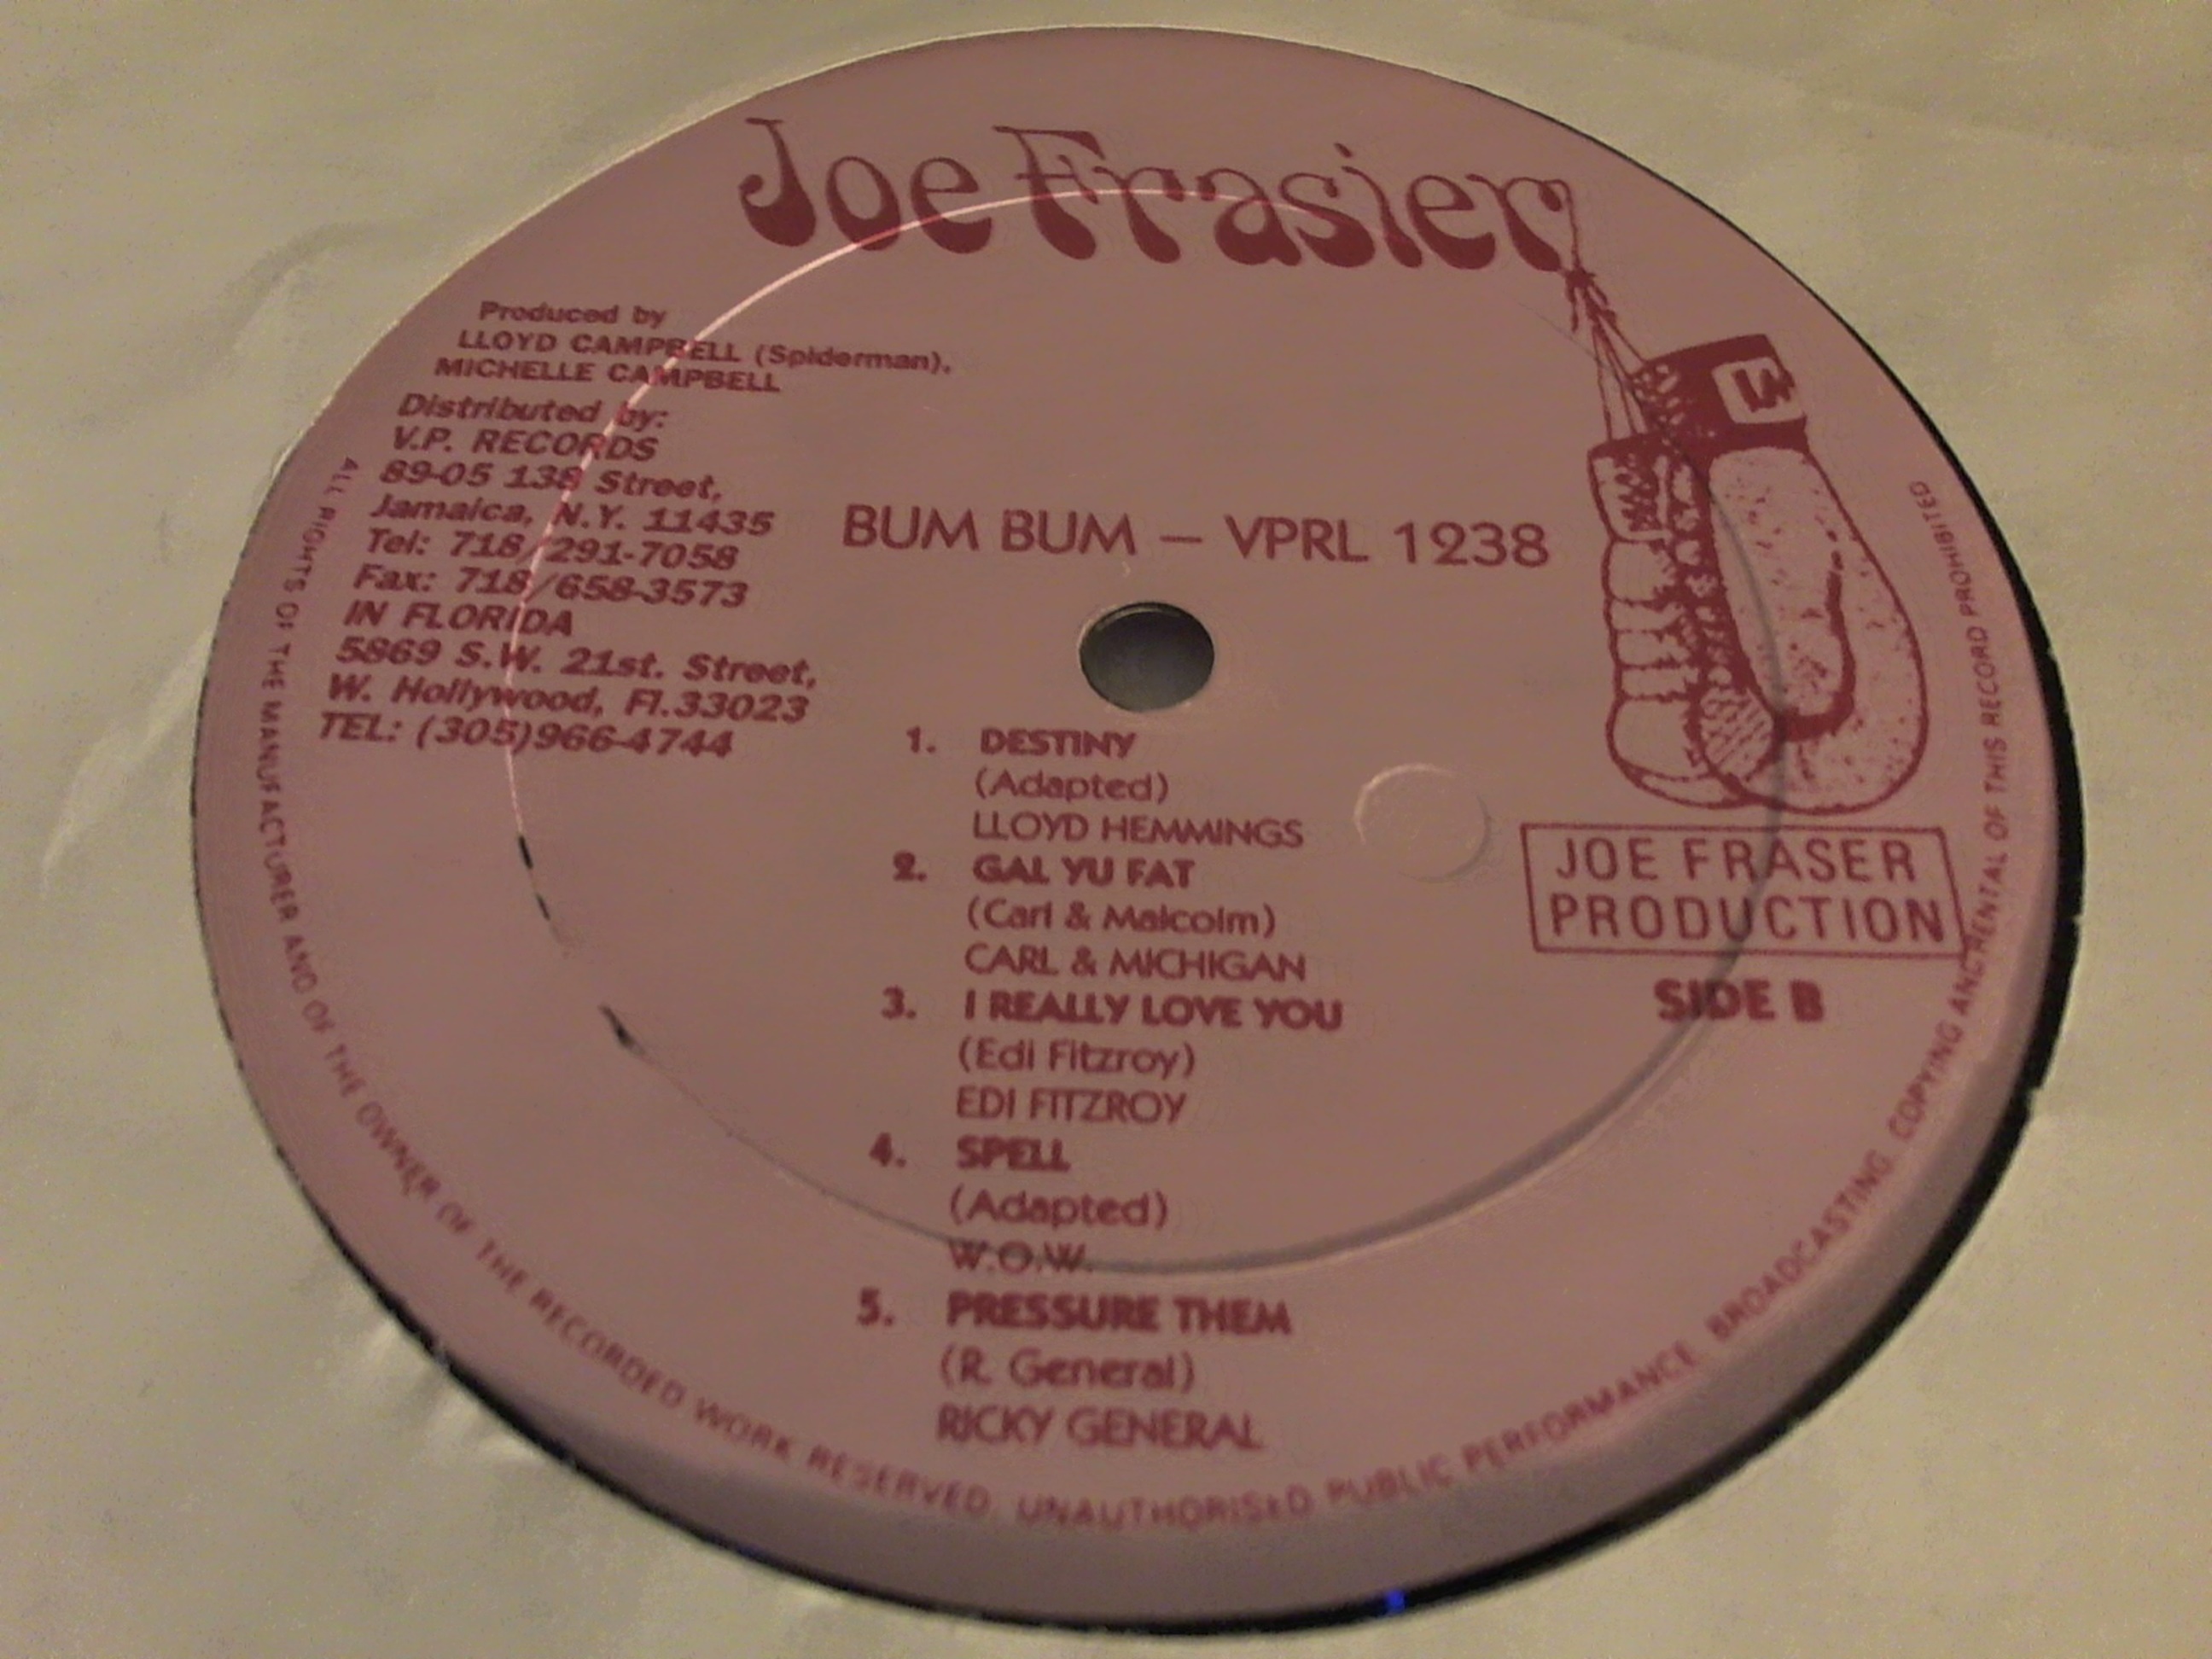 Joe Frasier
Produced by
LLOYD CAMPBELL (Spiderman),
MICHELLE CAMPBELL
Distributed by:
V.P. RECORDS
89-05 138 Street,
Jamaica, N.Y. 11435
Tel: 718/291-7058
Fax: 718/658-3573
IN FLORIDA
5869 S.W. 21st. Street,
W. Hollywood, Fl.33023
TEL: (305)966-4744
BUM BUM — VPRL 1238
1. DESTINY
(Adapted)
LLOYD HEMMINGS
2. GAL YU FAT
(Carl & Malcolm)
CARL & MICHIGAN
3. I REALLY LOVE YOU
(Edi Fitzroy)
EDI FITZROY
4. SPELL
(Adapted)
W.O.W.
5. PRESSURE THEM
(R. General)
RICKY GENERAL
JOE FRASER
PRODUCTION
SIDE B
ALL RIGHTS OF THE MANUFACTURER AND OF THE OWNER OF THE RECORDED WORK RESERVED. UNAUTHORISED PUBLIC PERFORMANCE. BROADCASTING. COPYING AND RENTAL OF THIS RECORD PROHIBITED